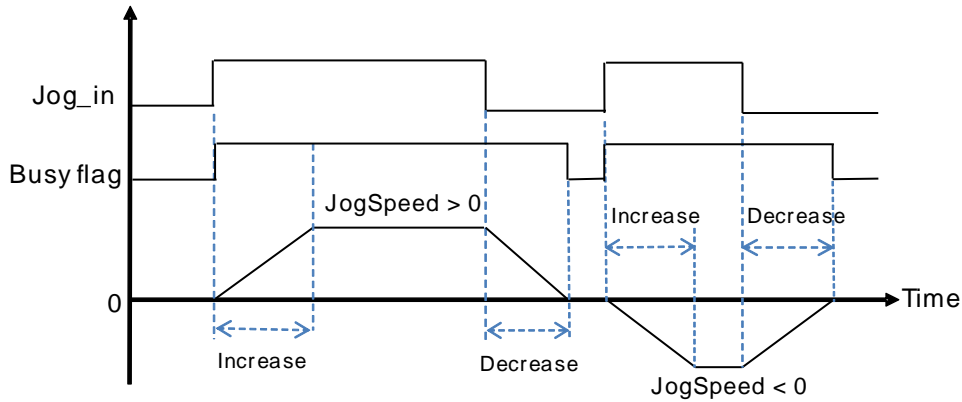 Jog_in
Busy flag
JogSpeed > 0
Increase
Decrease
0
Time
Increase
Decrease
JogSpeed < 0